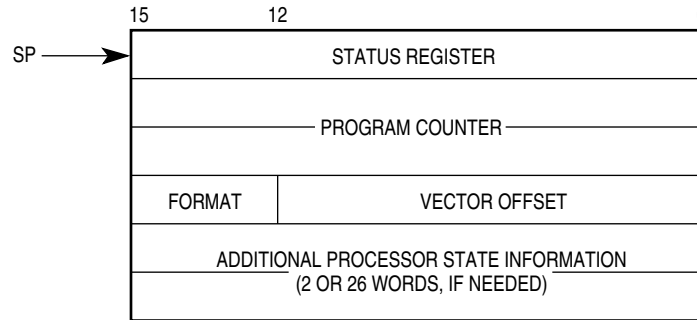 15 12
SP
STATUS REGISTER
PROGRAM COUNTER
FORMAT VECTOR OFFSET
ADDITIONAL PROCESSOR STATE INFORMATION
(2 OR 26 WORDS, IF NEEDED)